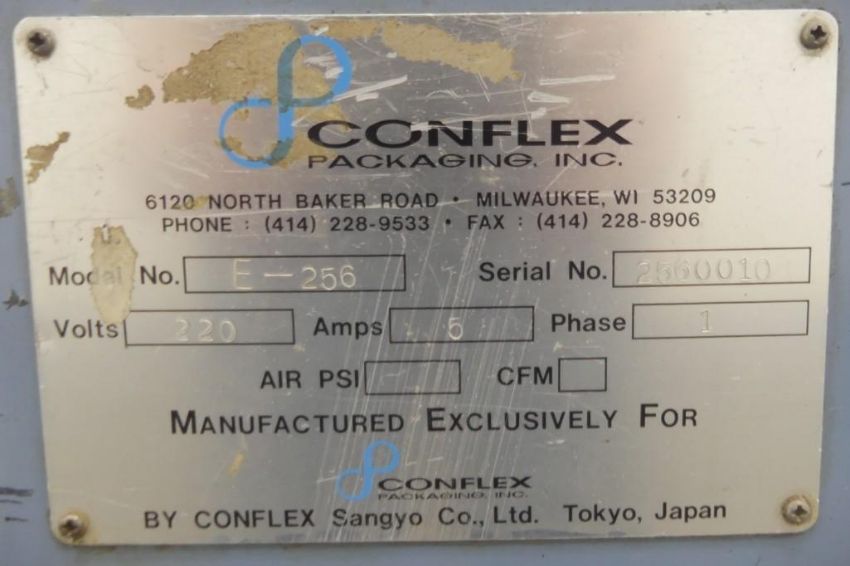 CONFLEX
PACKAGING, INC.
6120 NORTH BAKER ROAD • MILWAUKEE, WI 53209
PHONE : (414) 228-9533 • FAX : (414) 228-8906
Model No. E-256 Serial No. 2560010
Volts 220 Amps 6 Phase 1
AIR PSI CFM
MANUFACTURED EXCLUSIVELY FOR
CONFLEX
PACKAGING, INC.
BY CONFLEX Sangyo Co., Ltd. Tokyo, Japan